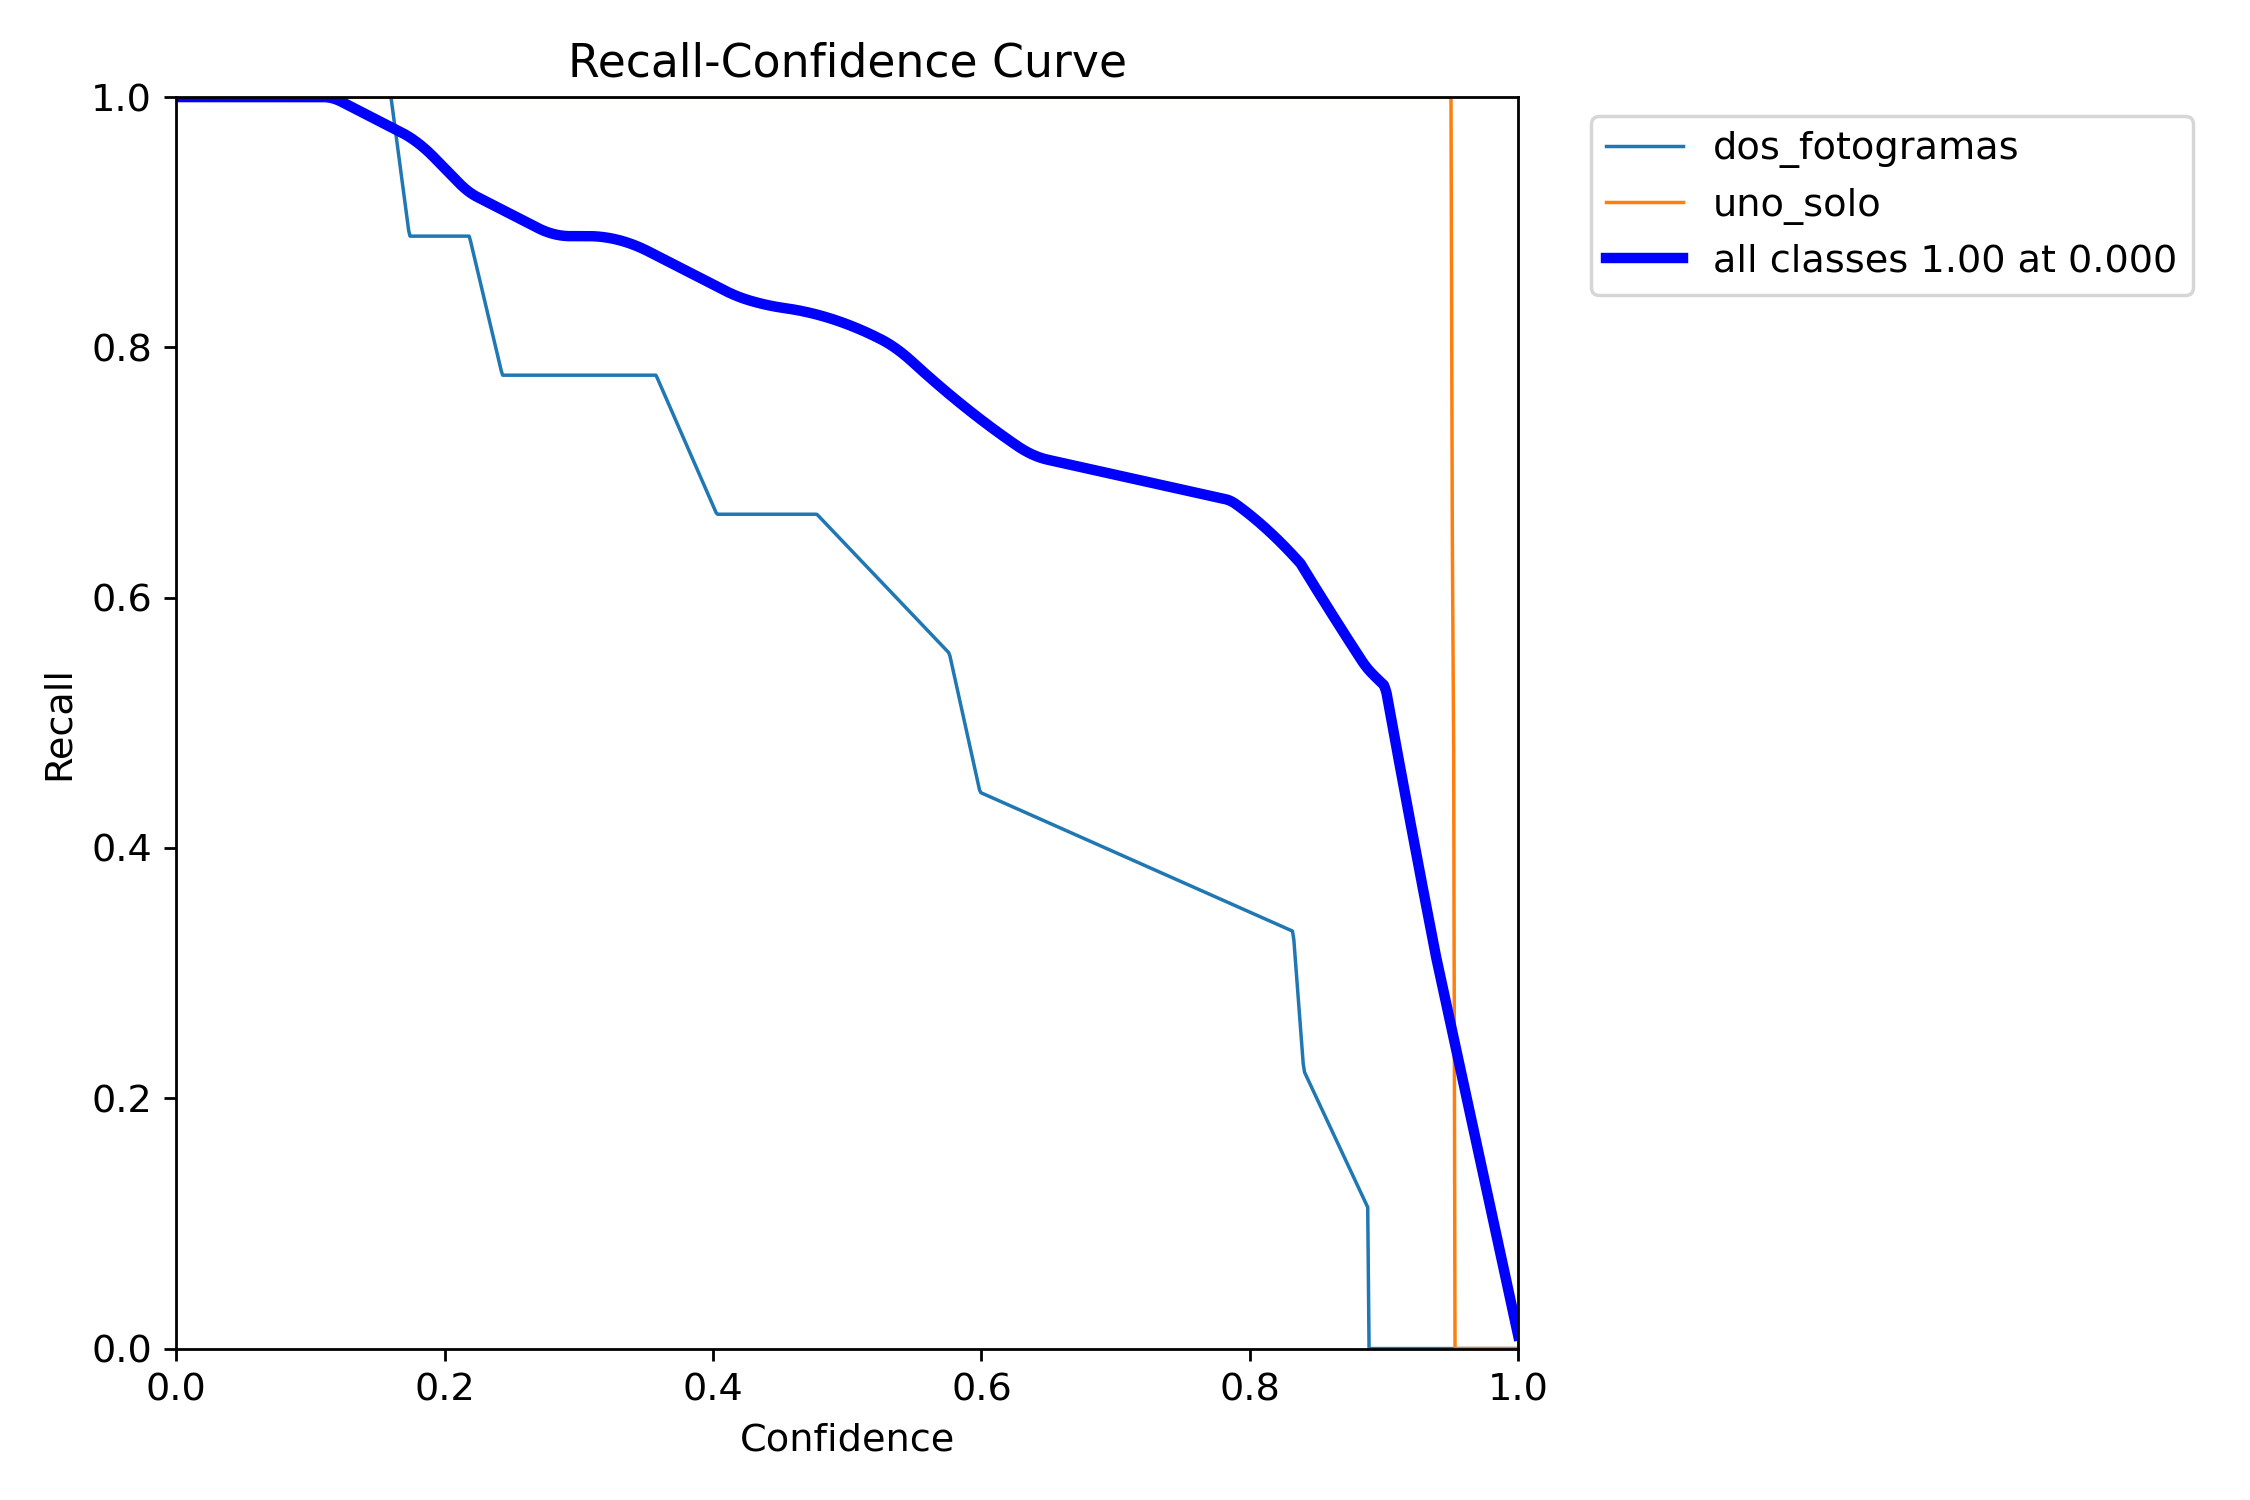 Recall-Confidence Curve
dos_fotogramas
uno_solo
all classes 1.00 at 0.000
1.0
0.8
0.6
0.4
0.2
0.0
Recall
0.0 0.2 0.4 0.6 0.8 1.0
Confidence